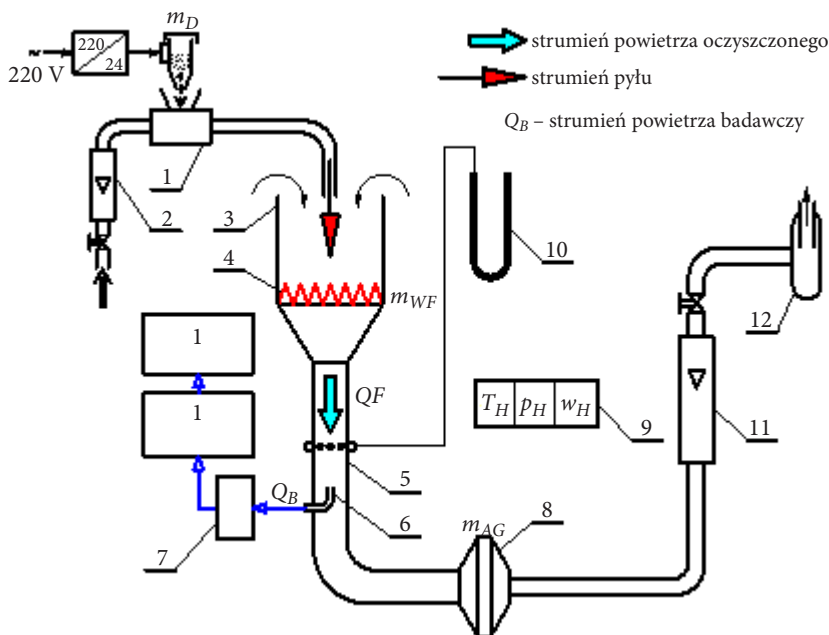 m_D
220
24
220 V
strumień powietrza oczyszczonego
strumień pyłu
Q_B – strumień powietrza badawczy
1
2
3
4
m_WF
10
12
1
1
QF
T_H p_H w_H
9
11
5
Q_B
6
7
m_AG
8